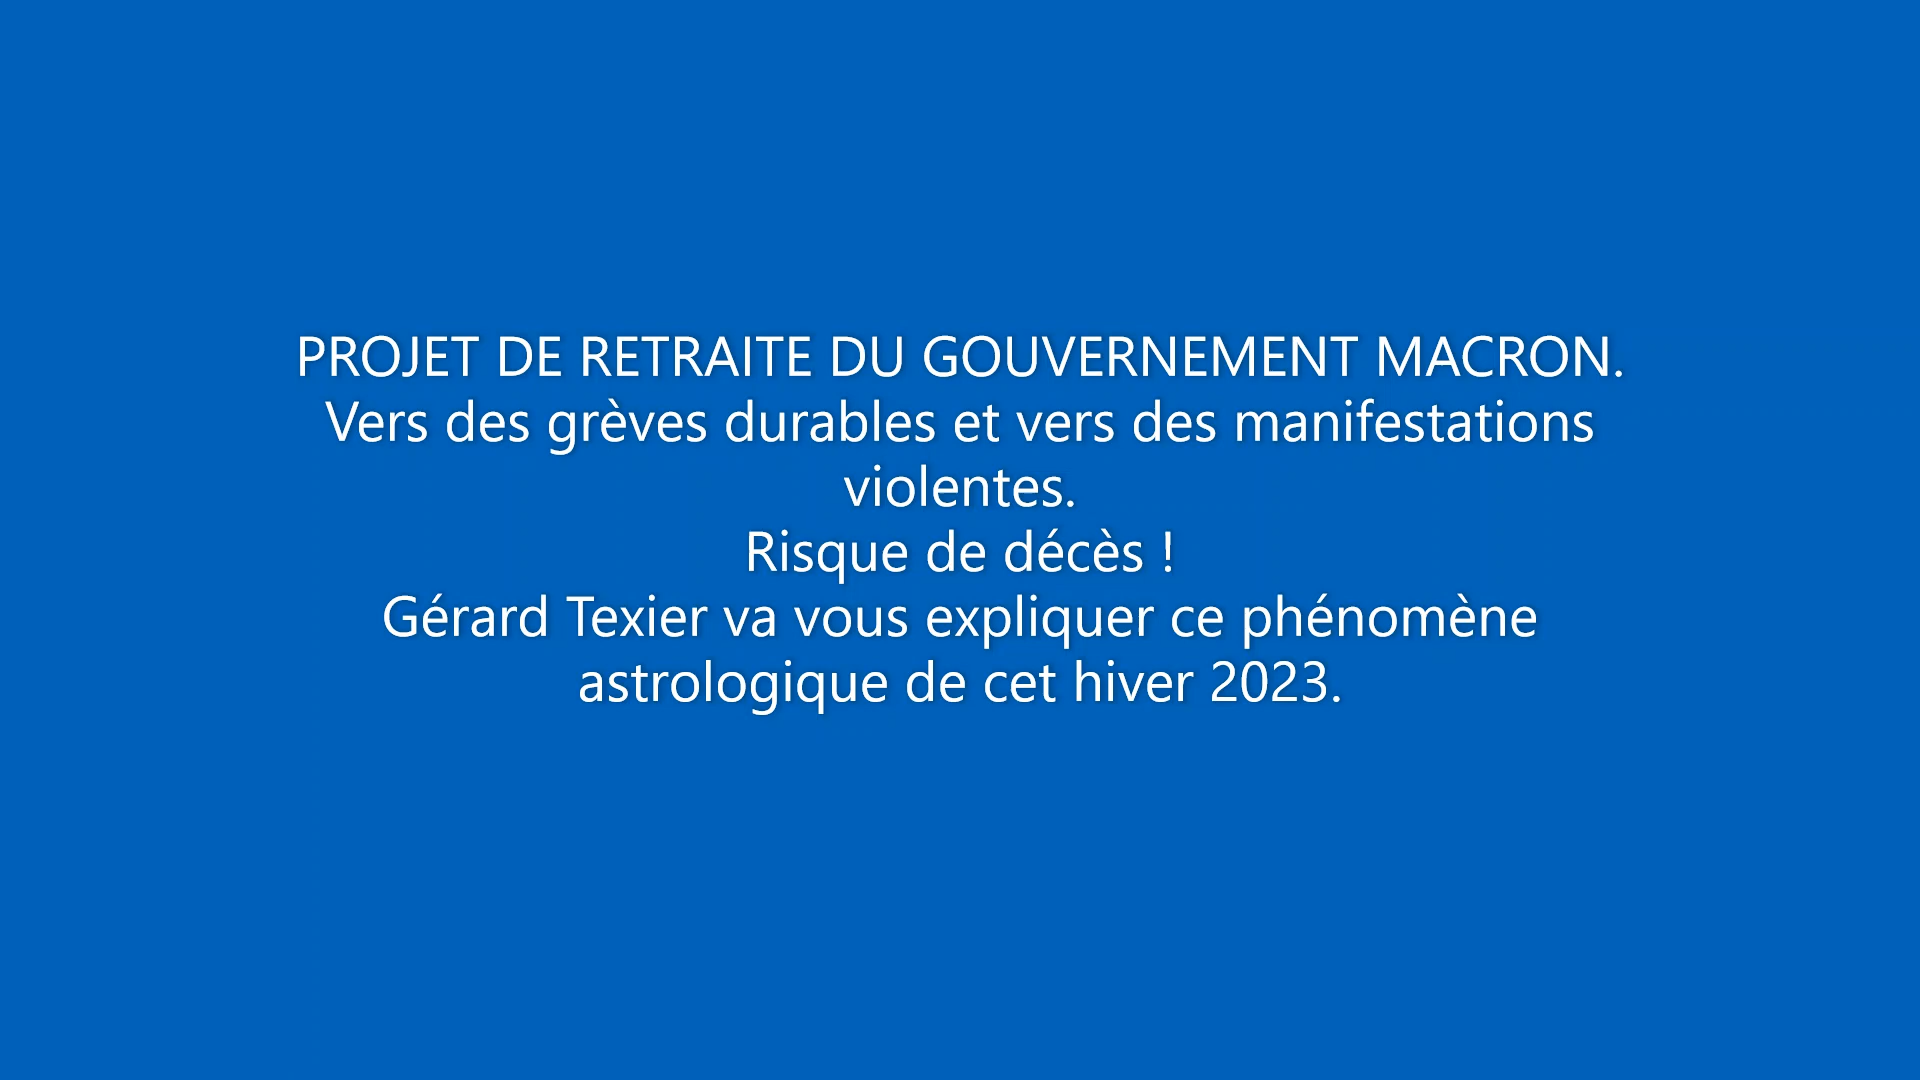 PROJET DE RETRAITE DU GOUVERNEMENT MACRON.
Vers des grèves durables et vers des manifestations
violentes.
Risque de décès !
Gérard Texier va vous expliquer ce phénomène
astrologique de cet hiver 2023.